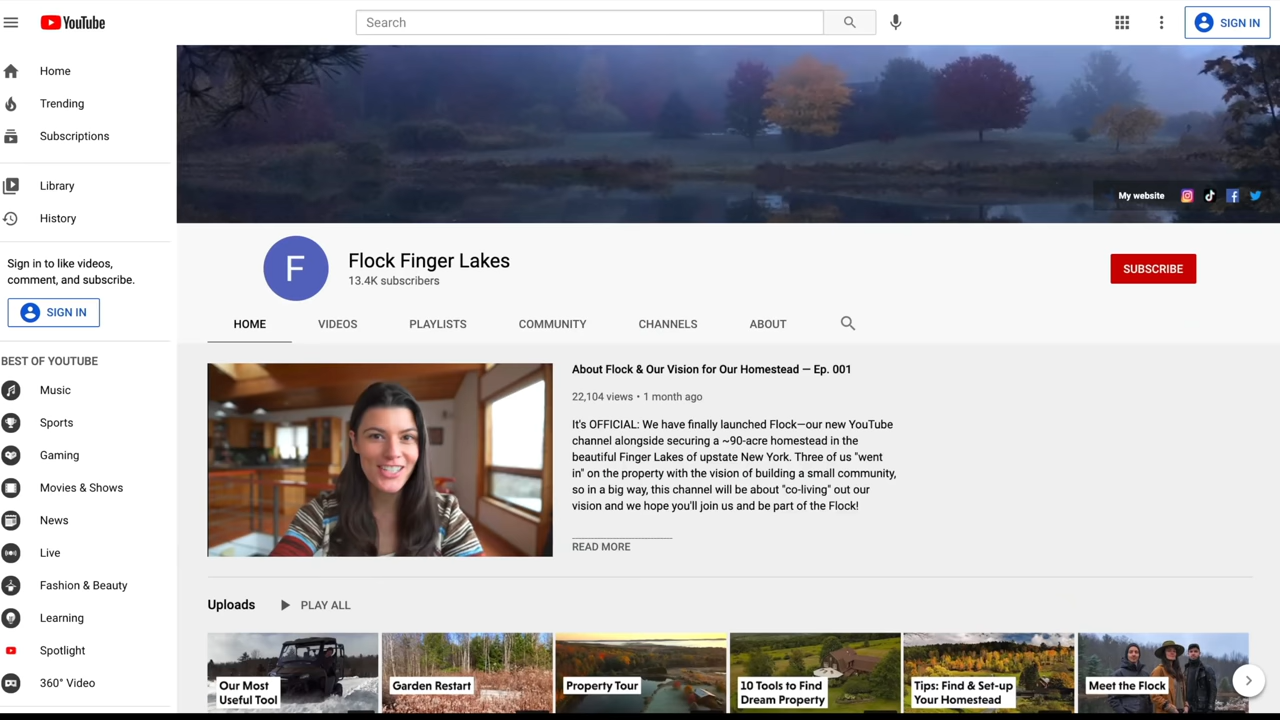 YouTube
Search
SIGN IN
Home
Trending
Subscriptions
Library
History
Sign in to like videos,
comment, and subscribe.
SIGN IN
BEST OF YOUTUBE
Music
Sports
Gaming
Movies & Shows
News
Live
Fashion & Beauty
Learning
Spotlight
360° Video
My website
F
Flock Finger Lakes
13.4K subscribers
SUBSCRIBE
HOME
VIDEOS
PLAYLISTS
COMMUNITY
CHANNELS
ABOUT
About Flock & Our Vision for Our Homestead — Ep. 001
22,104 views • 1 month ago
It's OFFICIAL: We have finally launched Flock—our new YouTube
channel alongside securing a ~90-acre homestead in the
beautiful Finger Lakes of upstate New York. Three of us "went
in" on the property with the vision of building a small community,
so in a big way, this channel will be about "co-living" out our
vision and we hope you'll join us and be part of the Flock!
READ MORE
Uploads
PLAY ALL
Our Most
Useful Tool
Garden Restart
Property Tour
10 Tools to Find
Dream Property
Tips: Find & Set-up
Your Homestead
Meet the Flock